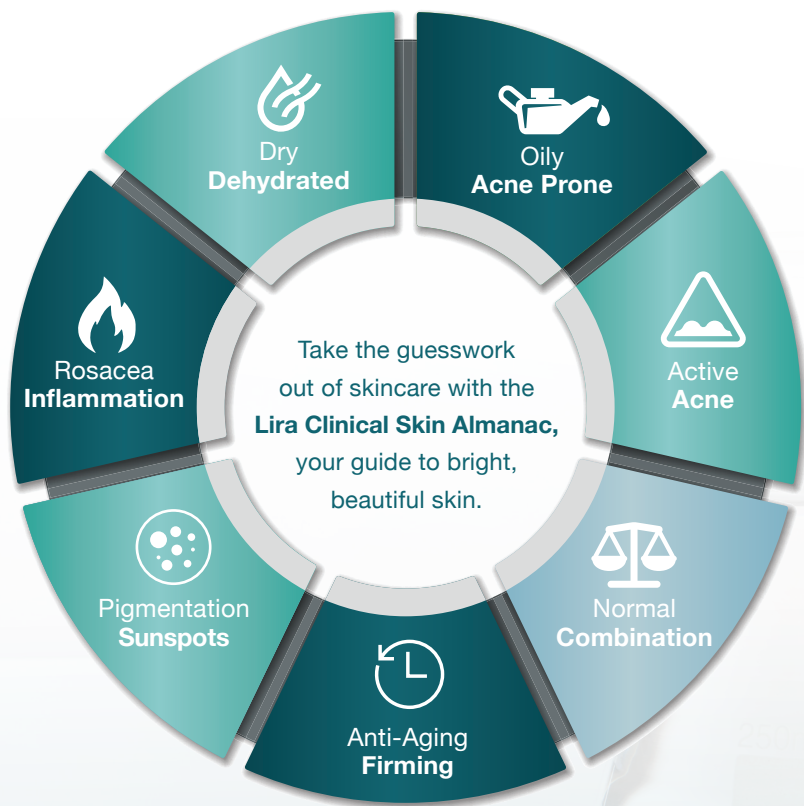 Dry
Dehydrated
Oily
Acne Prone
Active
Acne
Normal
Combination
Anti-Aging
Firming
Pigmentation
Sunspots
Rosacea
Inflammation
Take the guesswork
out of skincare with the
Lira Clinical Skin Almanac,
your guide to bright,
beautiful skin.